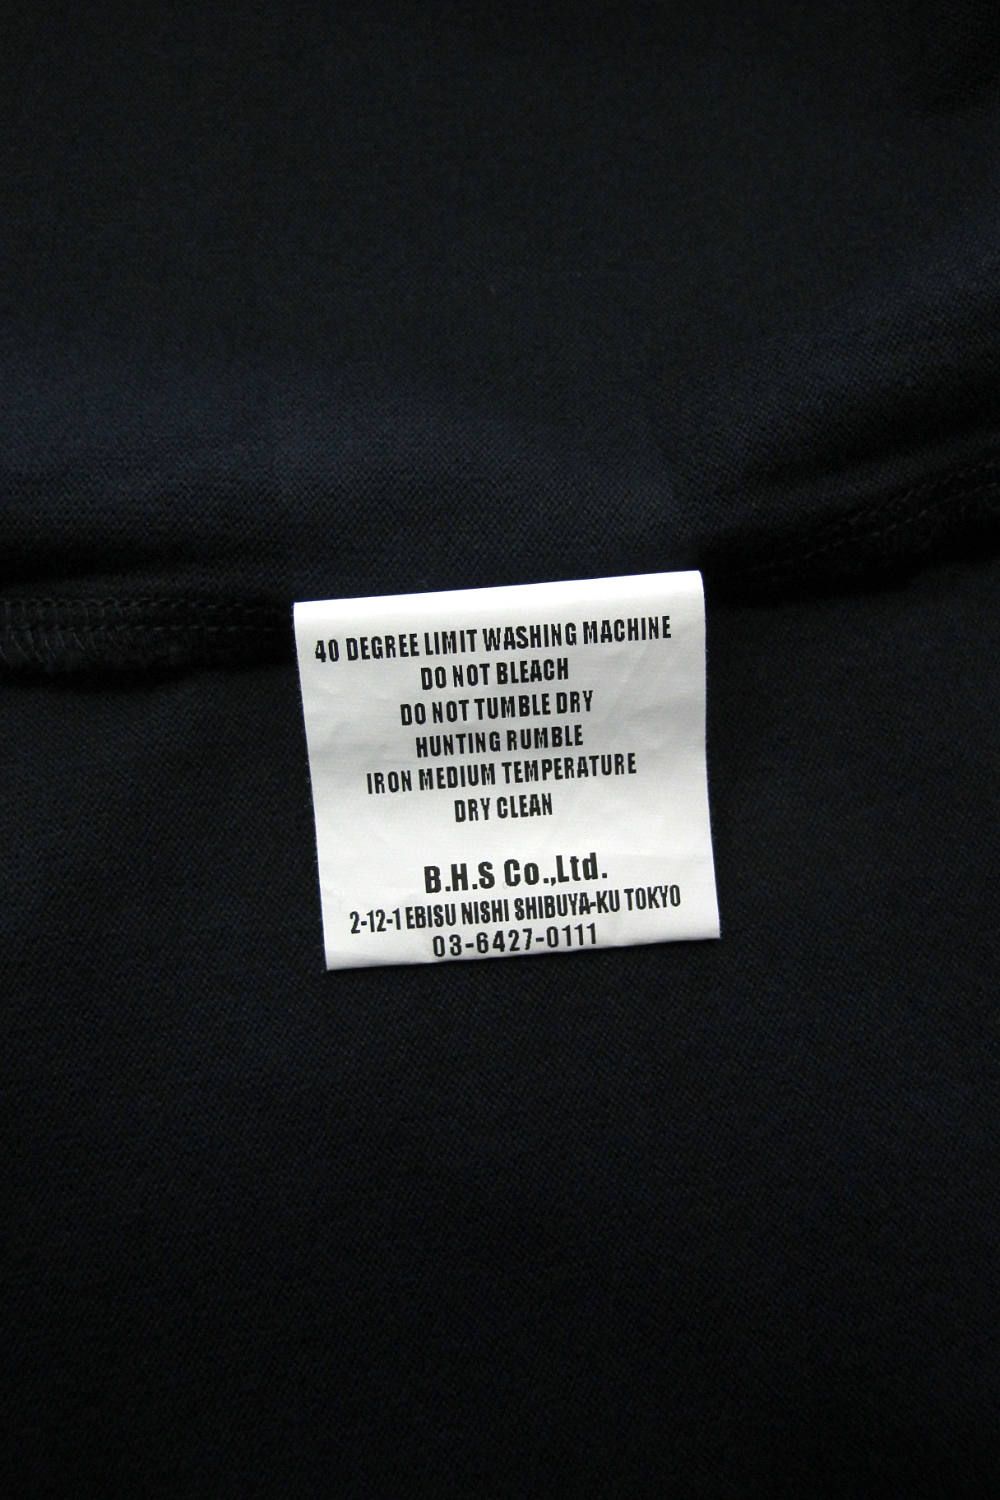 40 DEGREE LIMIT WASHING MACHINE
DO NOT BLEACH
DO NOT TUMBLE DRY
HUNTING RUMBLE
IRON MEDIUM TEMPERATURE
DRY CLEAN
B.H.S Co.,Ltd.
2-12-1 EBISU NISHI SHIBUYA-KU TOKYO
03-6427-0111